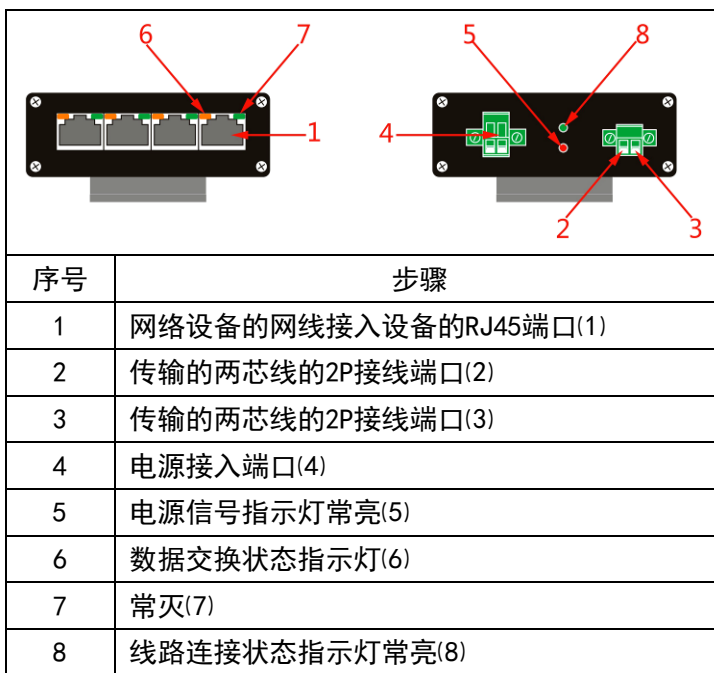 6 7 5 8
1 4
2 3
序号 步骤
1 网络设备的网线接入设备的RJ45端口(1)
2 传输的两芯线的2P接线端口(2)
3 传输的两芯线的2P接线端口(3)
4 电源接入端口(4)
5 电源信号指示灯常亮(5)
6 数据交换状态指示灯(6)
7 常灭(7)
8 线路连接状态指示灯常亮(8)